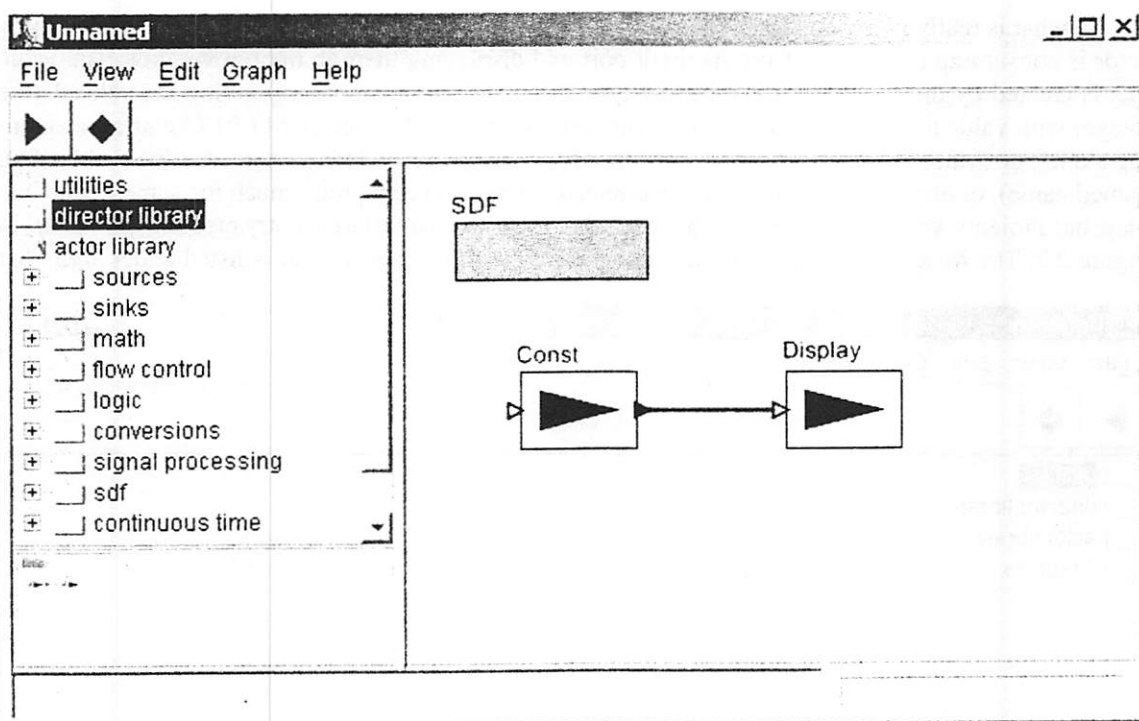 Unnamed
File View Edit Graph Help
utilities
director library
actor library
sources
sinks
math
flow control
logic
conversions
signal processing
sdf
continuous time
SDF
Const
Display